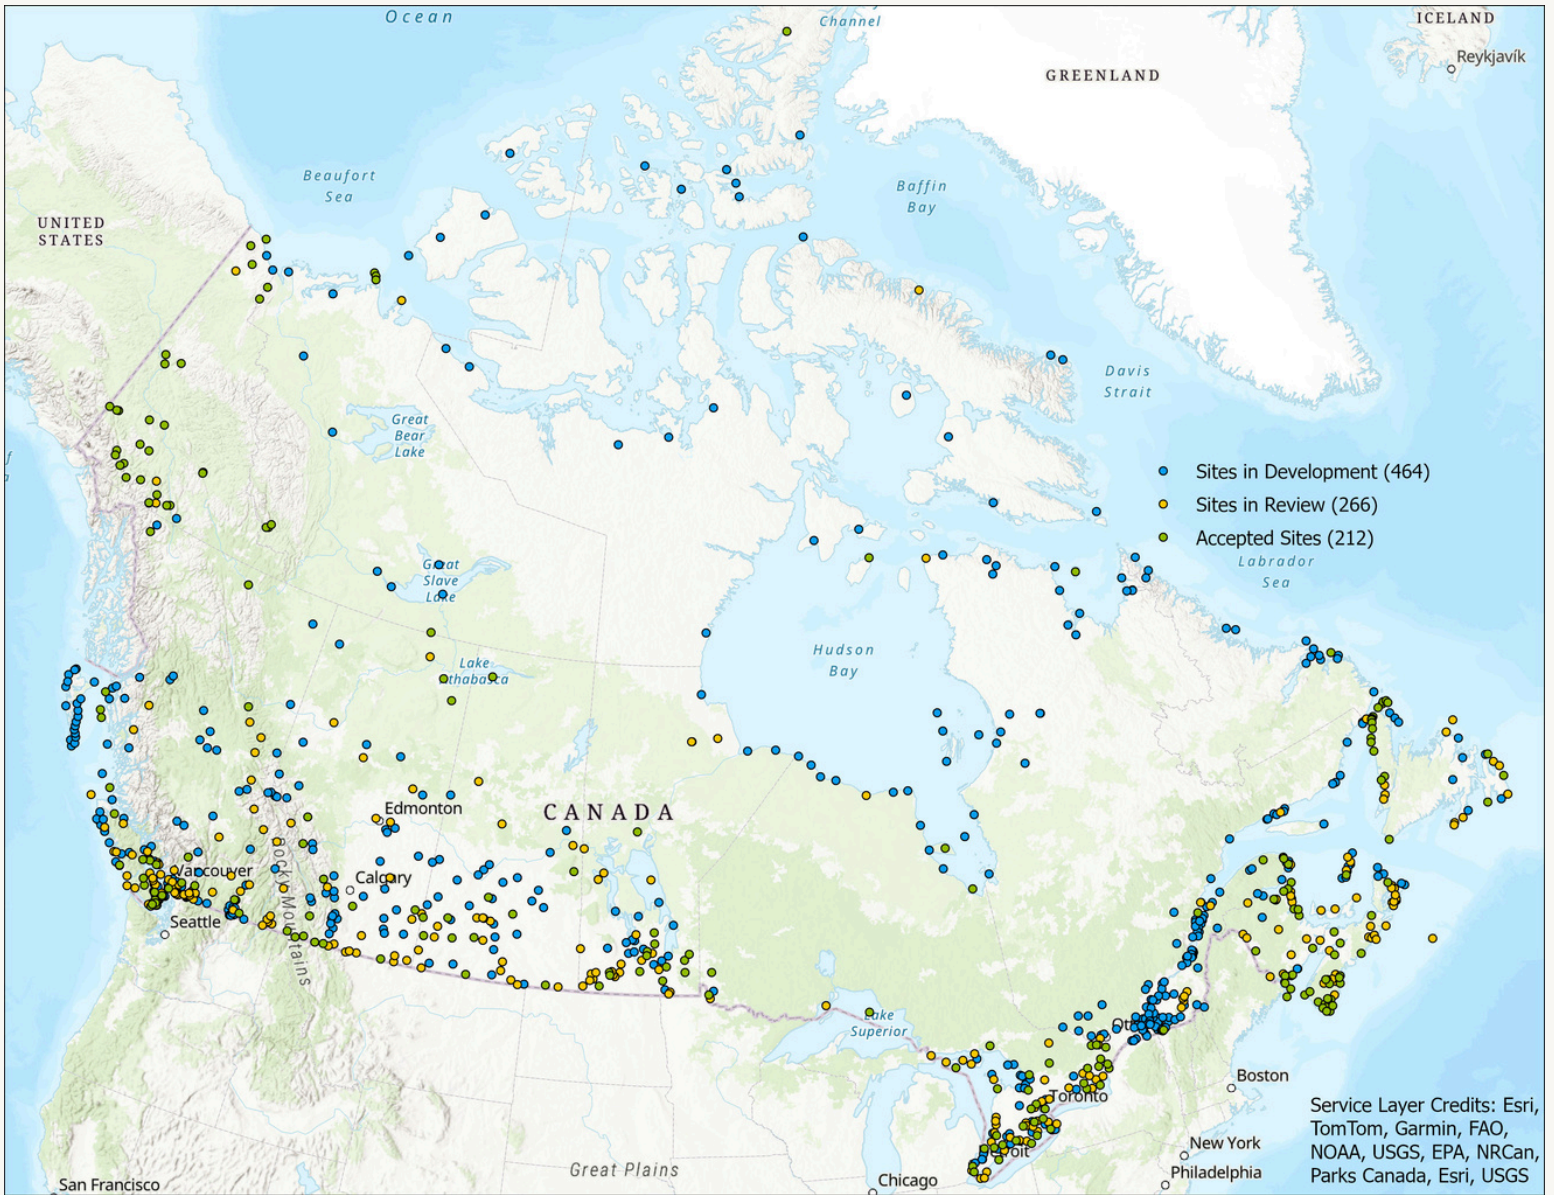 Ocean
Channel
ICELAND
Reykjavík
GREENLAND
Beaufort
Sea
Baffin
Bay
UNITED
STATES
Davis
Strait
Great
Bear
Lake
Sites in Development (464)
Sites in Review (266)
Accepted Sites (212)
Labrador
Sea
Great
Slave
Lake
Hudson
Bay
Lake
thabasca
Edmonton
CANADA
Vancouver
Calgary
Rocky Mountains
Seattle
Lake
Superior
Ot
Toronto
oit
Boston
New York
Philadelphia
Chicago
Great Plains
San Francisco
Service Layer Credits: Esri,
TomTom, Garmin, FAO,
NOAA, USGS, EPA, NRCan,
Parks Canada, Esri, USGS